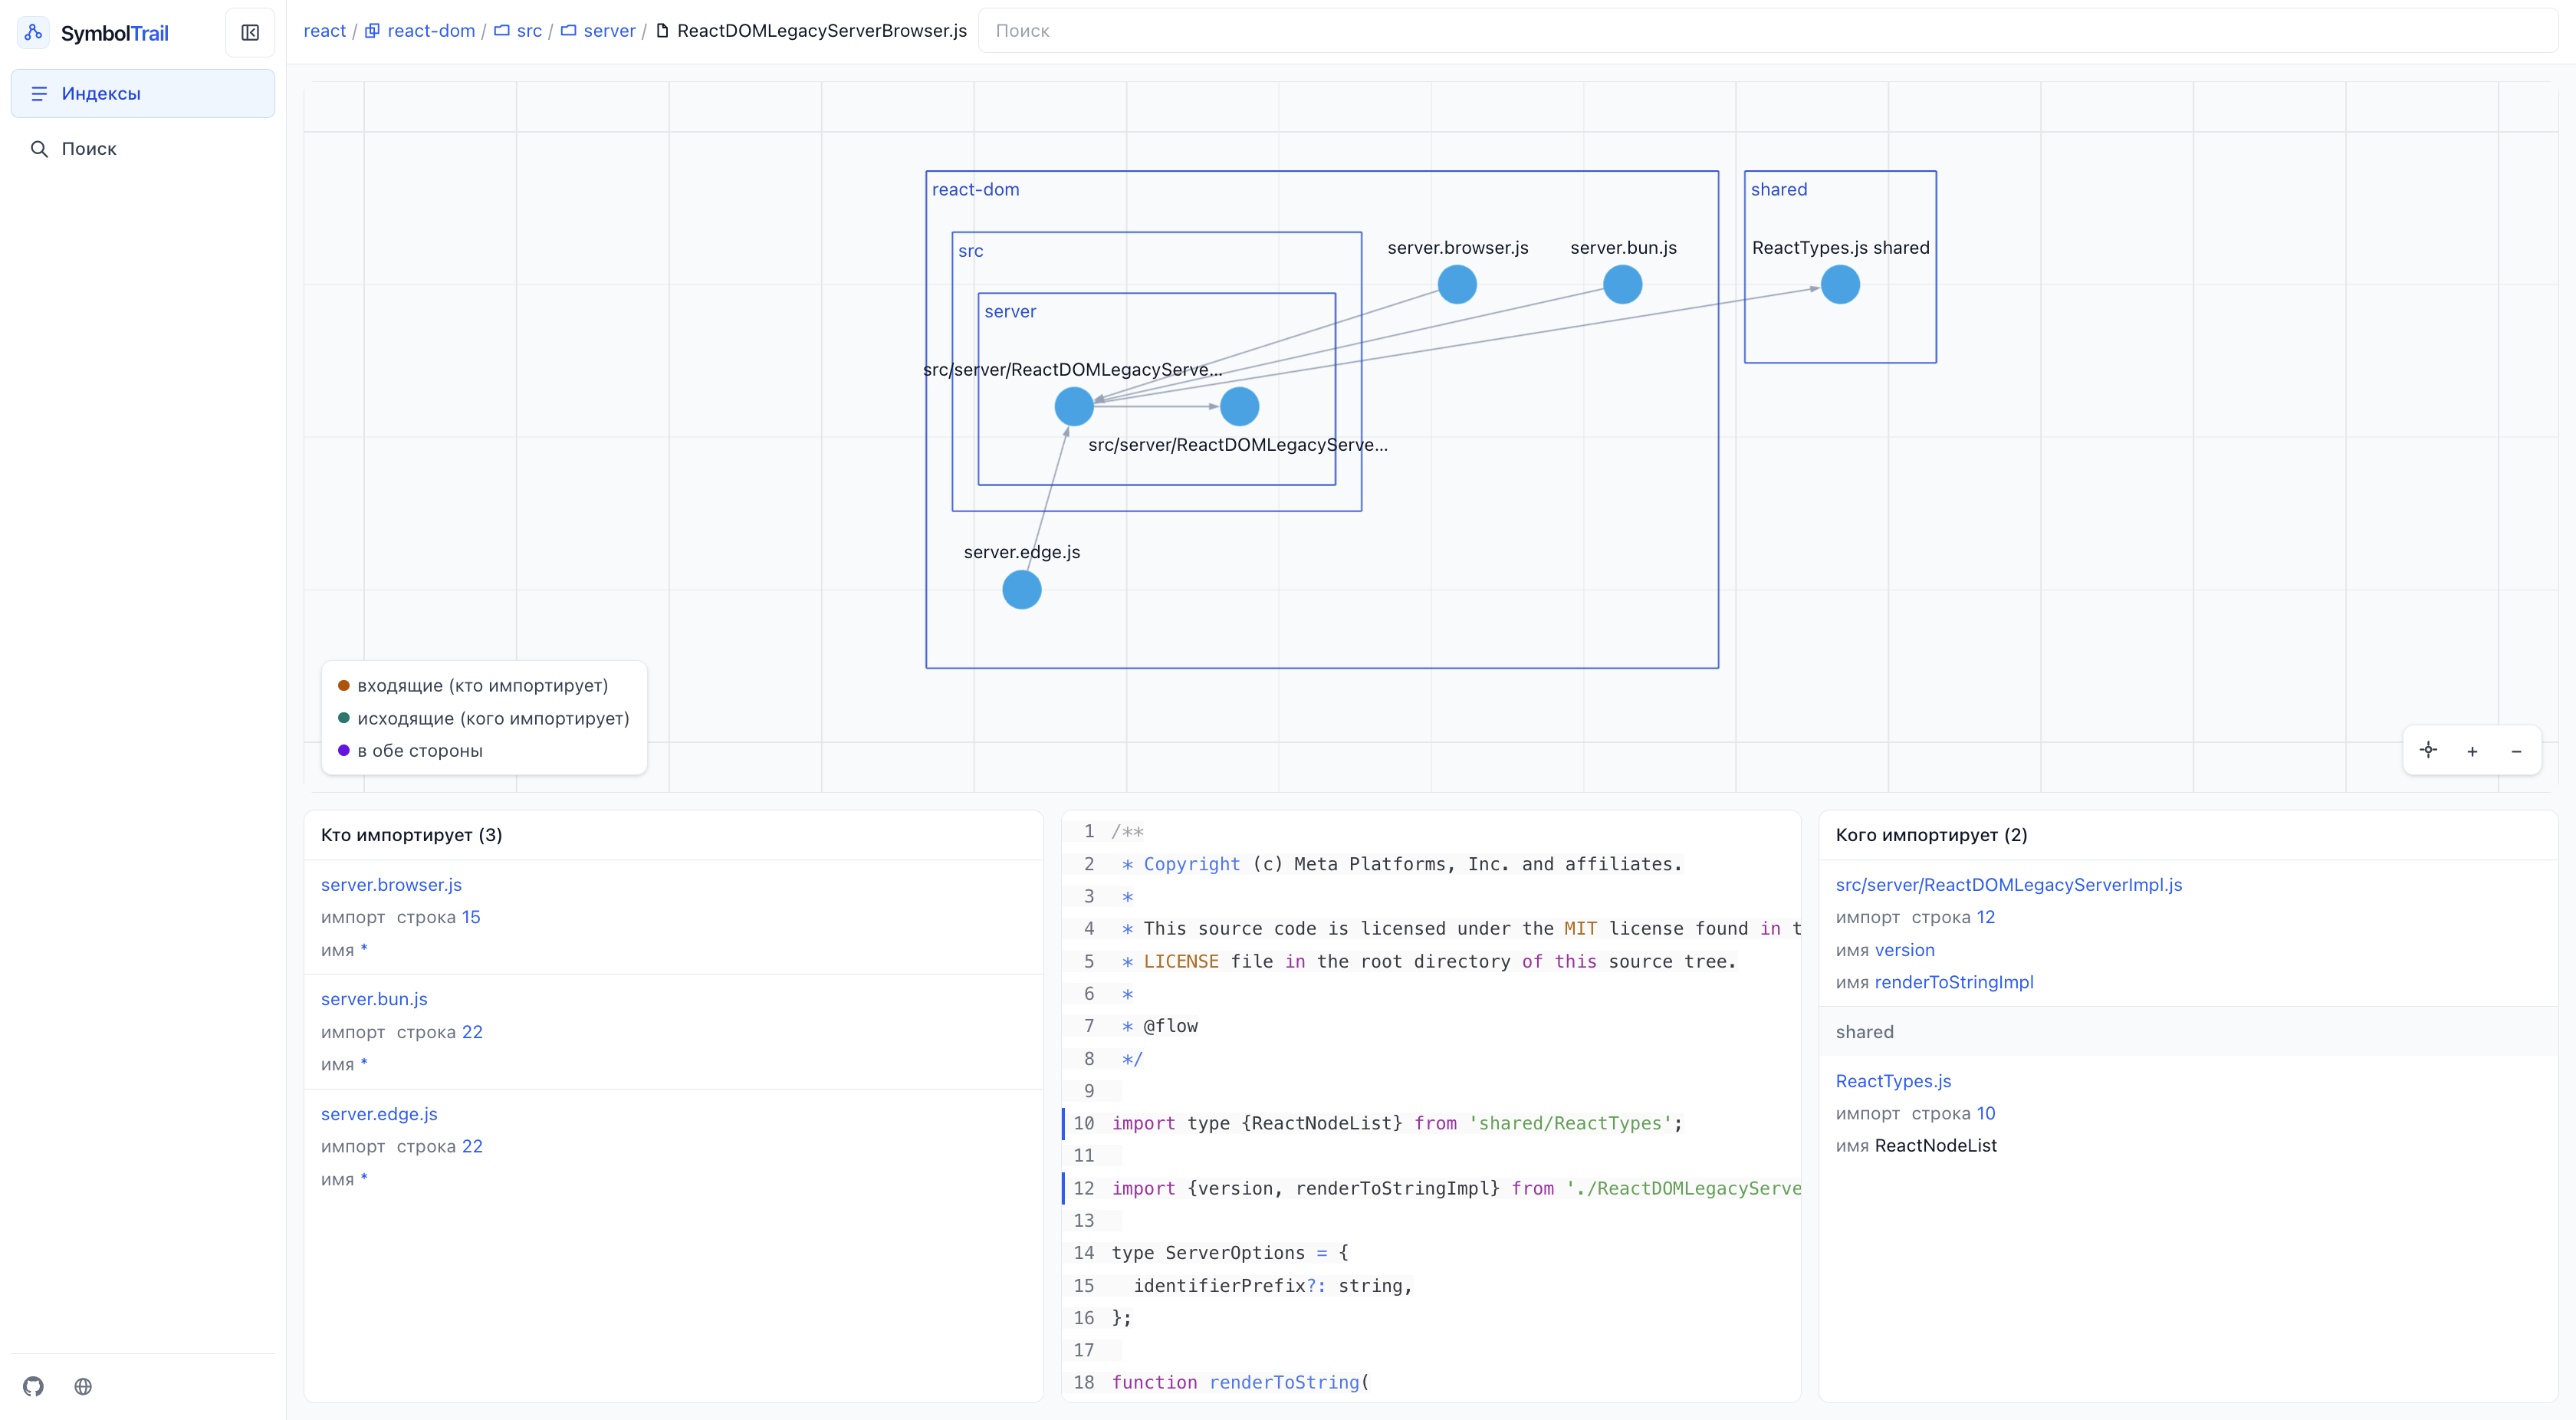 SymbolTrail
Индексы
Поиск
react / react-dom / src / server / ReactDOMLegacyServerBrowser.js
Поиск
react-dom
shared
src
server.browser.js
server.bun.js
ReactTypes.js shared
server
src/server/ReactDOMLegacyServe...
src/server/ReactDOMLegacyServe...
server.edge.js
входящие (кто импортирует)
исходящие (кого импортирует)
в обе стороны
+
−
Кто импортирует (3)
server.browser.js
импорт строка 15
имя *
server.bun.js
импорт строка 22
имя *
server.edge.js
импорт строка 22
имя *
1 /**
2  * Copyright (c) Meta Platforms, Inc. and affiliates.
3  *
4  * This source code is licensed under the MIT license found in t
5  * LICENSE file in the root directory of this source tree.
6  *
7  * @flow
8  */
9
10 import type {ReactNodeList} from 'shared/ReactTypes';
11
12 import {version, renderToStringImpl} from './ReactDOMLegacyServe
13
14 type ServerOptions = {
15   identifierPrefix?: string,
16 };
17
18 function renderToString(
Кого импортирует (2)
src/server/ReactDOMLegacyServerImpl.js
импорт строка 12
имя version
имя renderToStringImpl
shared
ReactTypes.js
импорт строка 10
имя ReactNodeList